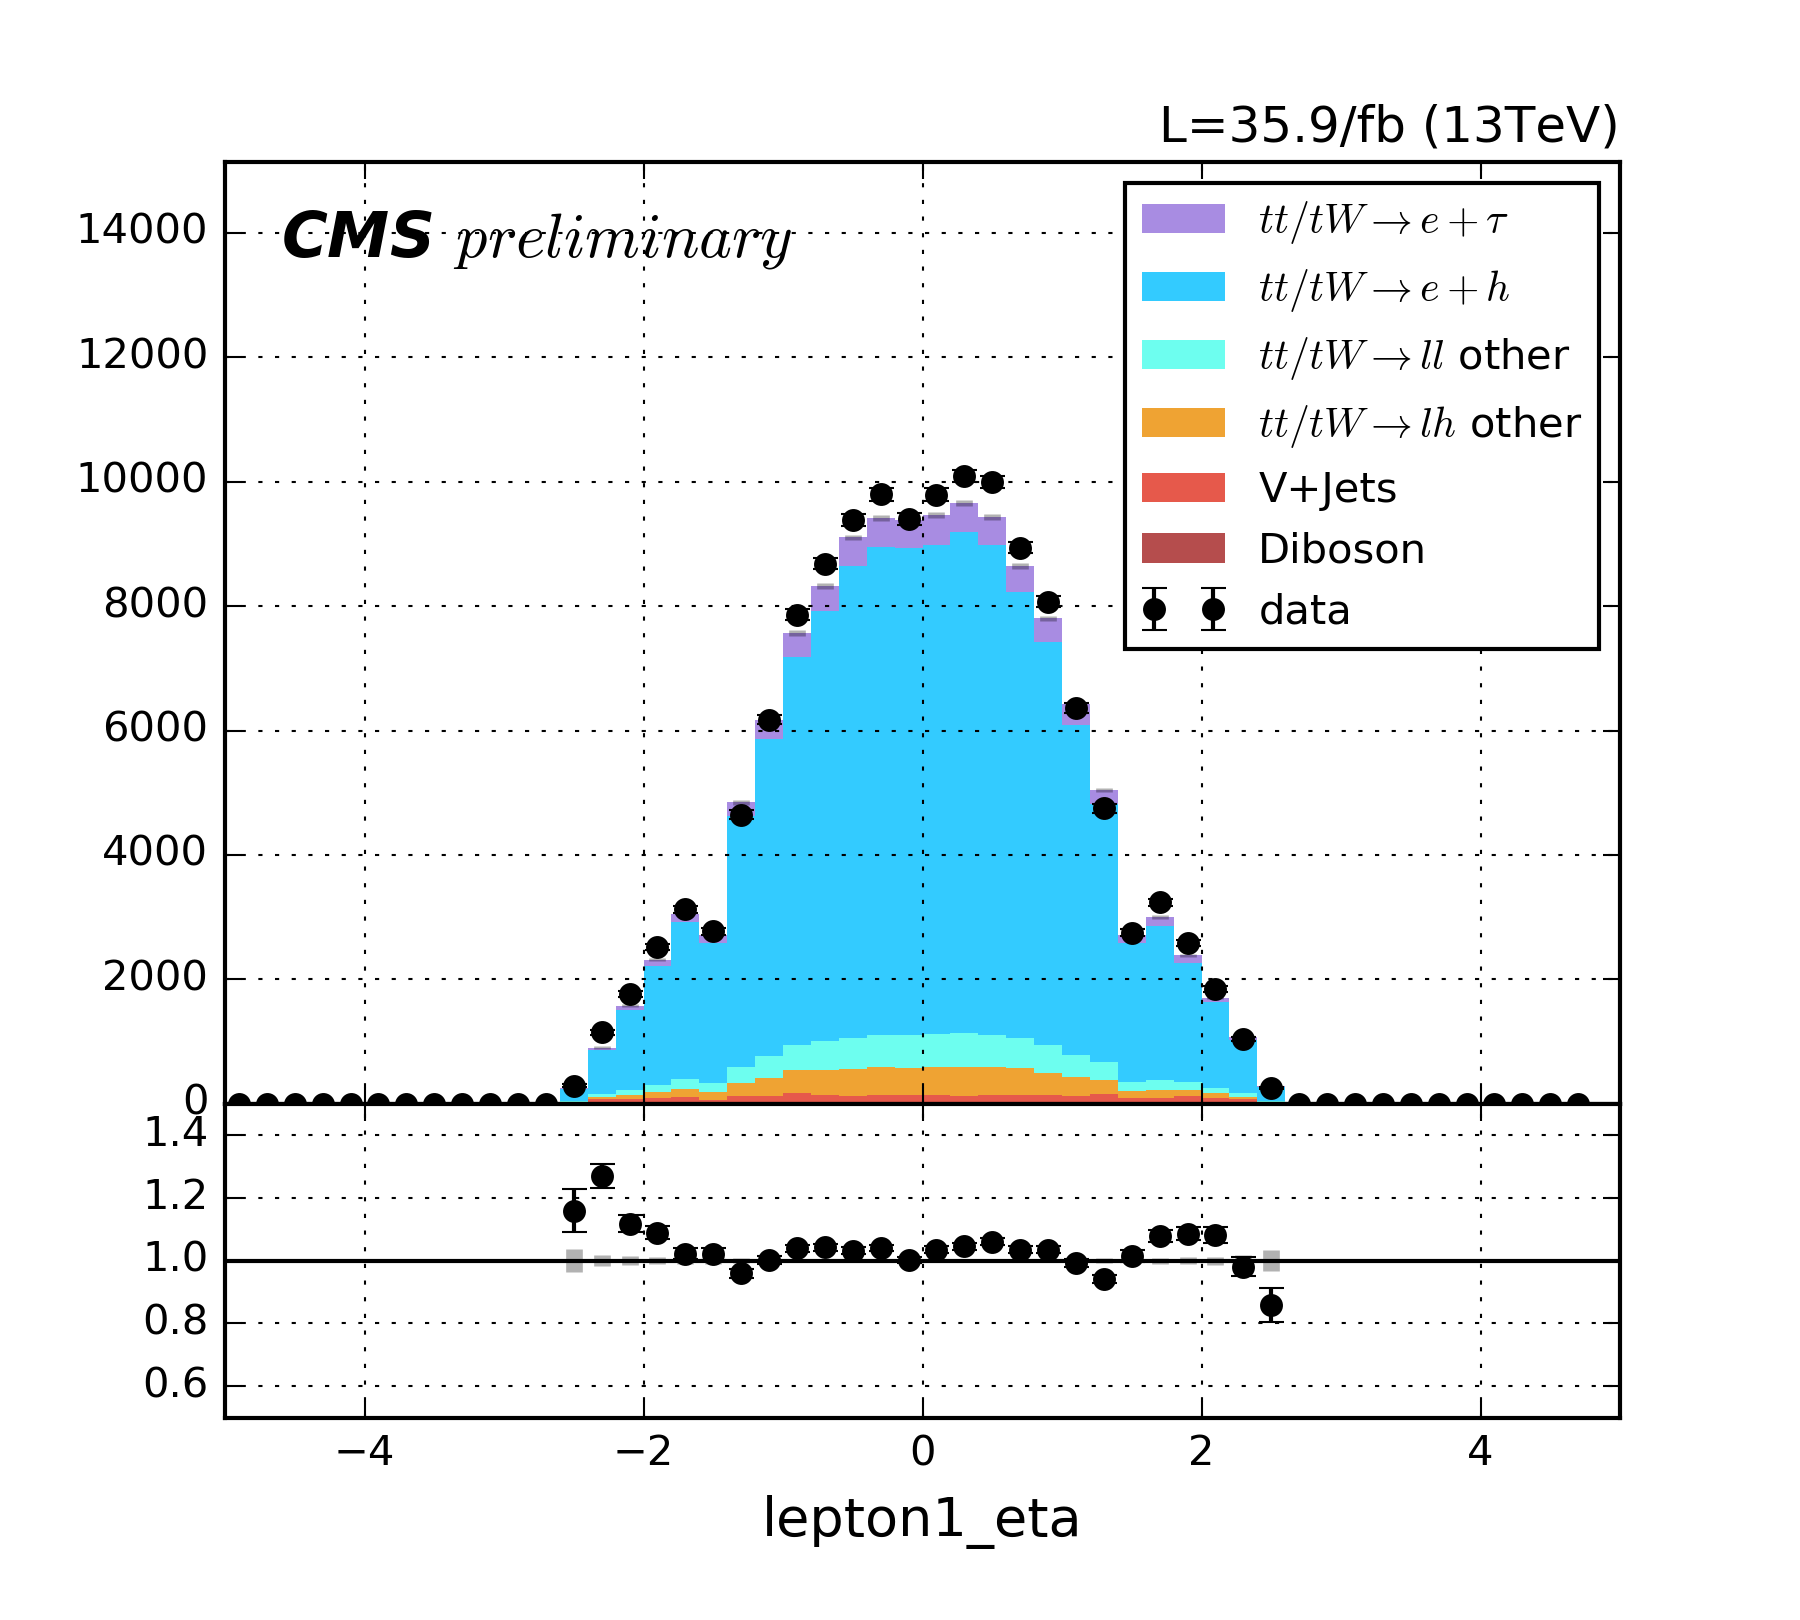 L=35.9/fb (13TeV)
CMS preliminary
14000
12000
10000
8000
6000
4000
2000
0
tt/tW→e+τ
tt/tW→e+h
tt/tW→ll other
tt/tW→lh other
V+Jets
Diboson
data
1.4
1.2
1.0
0.8
0.6
−4 −2 0 2 4
lepton1_eta